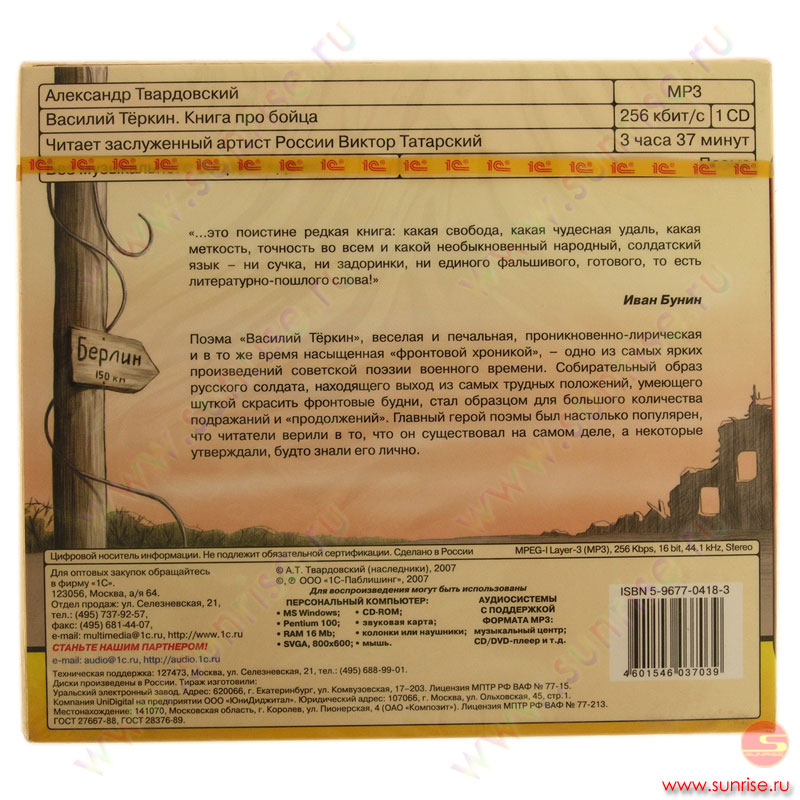 Александр Твардовский
MP3
Василий Тёркин. Книга про бойца
256 кбит/с
1 CD
Читает заслуженный артист России Виктор Татарский
3 часа 37 минут
1С 1С 1С 1С 1С 1С 1С 1С 1С 1С 1С 1С 1С 1С 1С 1С
«...это поистине редкая книга: какая свобода, какая чудесная удаль, какая
меткость, точность во всем и какой необыкновенный народный, солдатский
язык – ни сучка, ни задоринки, ни единого фальшивого, готового, то есть
литературно-пошлого слова!»
Иван Бунин
Поэма «Василий Тёркин», веселая и печальная, проникновенно-лирическая
и в то же время насыщенная «фронтовой хроникой», – одно из самых ярких
произведений советской поэзии военного времени. Собирательный образ
русского солдата, находящего выход из самых трудных положений, умеющего
шуткой скрасить фронтовые будни, стал образцом для большого количества
подражаний и «продолжений». Главный герой поэмы был настолько популярен,
что читатели верили в то, что он существовал на самом деле, а некоторые
утверждали, будто знали его лично.
Берлин
150 км
Цифровой носитель информации. Не подлежит обязательной сертификации. Сделано в России
MPEG-I Layer-3 (MP3), 256 Kbps, 16 bit, 44.1 kHz, Stereo
Для оптовых закупок обращайтесь
в фирму «1С».
123056, Москва, а/я 64.
Отдел продаж: ул. Селезневская, 21,
тел.: (495) 737-92-57,
факс: (495) 681-44-07,
e-mail: multimedia@1c.ru, http://www.1c.ru
СТАНЬТЕ НАШИМ ПАРТНЕРОМ!
e-mail: audio@1c.ru, http://audio.1c.ru
© А.Т. Твардовский (наследники), 2007
©, ℗ ООО «1С-Паблишинг», 2007
Для воспроизведения могут быть использованы
ПЕРСОНАЛЬНЫЙ КОМПЬЮТЕР:
• MS Windows; • CD-ROM;
• Pentium 100; • звуковая карта;
• RAM 16 Mb; • колонки или наушники;
• SVGA, 800x600; • мышь.
АУДИОСИСТЕМЫ
С ПОДДЕРЖКОЙ
ФОРМАТА MP3:
музыкальный центр;
CD/DVD-плеер и т.д.
ISBN 5-9677-0418-3
4 601546 037039
Техническая поддержка: 127473, Москва, ул. Селезневская, 21, тел.: (495) 688-99-01.
Диски произведены в России. Тираж изготовили:
Уральский электронный завод. Адрес: 620066, г. Екатеринбург, ул. Комвузовская, 17–203. Лицензия МПТР РФ ВАФ № 77-15.
Компания UniDigital на предприятии ООО «ЮниДиджитал». Юридический адрес: 107066, г. Москва, ул. Ольховская, 45, стр.1.
Местонахождение: 141070, Московская область, г. Королев, ул. Пионерская, 4 (ОАО «Композит»). Лицензия МПТР РФ ВАФ № 77-213.
ГОСТ 27667-88, ГОСТ 28376-89.
www.sunrise.ru